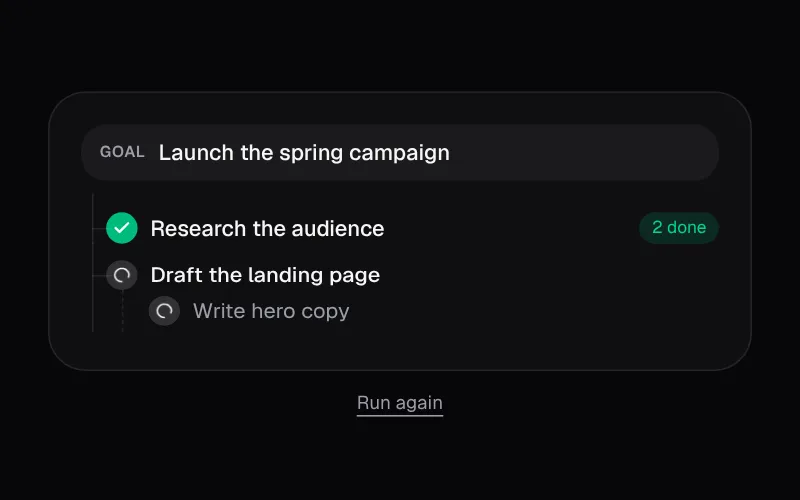 GOAL Launch the spring campaign
Research the audience 2 done
Draft the landing page
Write hero copy
Run again